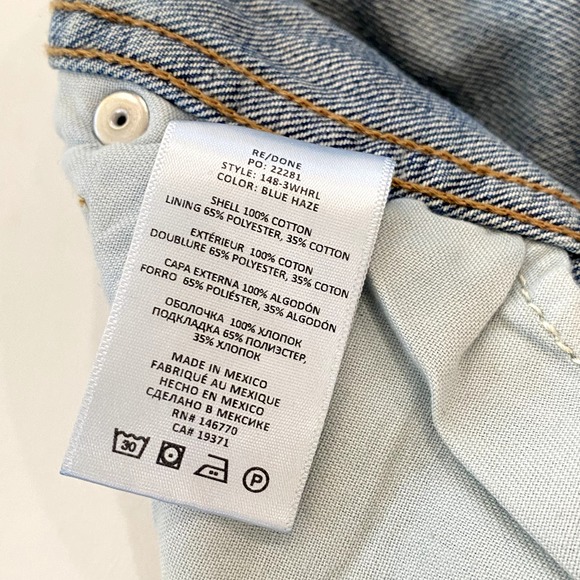 RE/DONE
PO: 22281
STYLE: 148-3WHRL
COLOR: BLUE HAZE
SHELL 100% COTTON
LINING 65% POLYESTER, 35% COTTON
EXTÉRIEUR 100% COTON
DOUBLURE 65% POLYESTER, 35% COTON
CAPA EXTERNA 100% ALGODÓN
FORRO 65% POLIÉSTER, 35% ALGODÓN
ОБОЛОЧКА 100% ХЛОПОК
ПОДКЛАДКА 65% ПОЛИЭСТЕР,
35% ХЛОПОК
MADE IN MEXICO
FABRIQUÉ AU MEXIQUE
HECHO EN MEXICO
СДЕЛАНО В МЕКСИКЕ
RN# 146770
CA# 19371
30 P